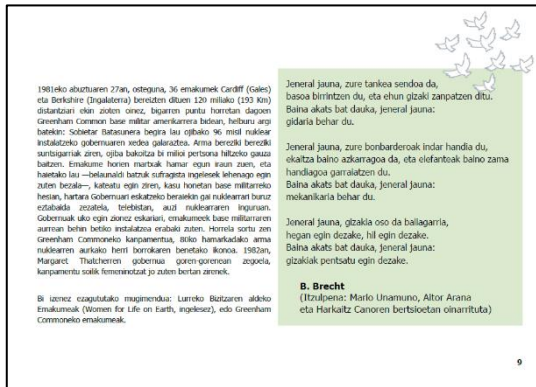 1981eko abuztuaren 27an, osteguna, 36 emakumek Cardiff (Gales)
eta Berkshire (Ingalaterra) bereizten dituen 120 miliako (193 Km)
distantziari ekin zioten oinez, bigarren puntu horretan dagoen
Greenham Common base militar amerikarrera bidean, helburu argi
batekin: Sobietar Batasunera begira lau ojibako 96 misil nuklear
instalatzeko gobernuaren xedea galaraztea. Arma bereziki bereziki
suntsigarriak ziren, ojiba bakoitza bi milioi pertsona hiltzeko gauza
baitzen. Emakume horien martxak hamar egun iraun zuen, eta
haietako lau —belaunaldi batzuk sufragista ingelesek lehenago egin
zuten bezala—, kateatu egin ziren, kasu honetan base militarreko
hesian, hartara Gobernuari eskatzeko beraiekin gai nuklearrari buruz
eztabaida zezatela, telebistan, auzi nuklearraren inguruan.
Gobernuak uko egin zionez eskariari, emakumeek base militarraren
aurrean behin betiko instalatzea erabaki zuten. Horrela sortu zen
Greenham Commoneko kanpamentua, 80ko hamarkadako arma
nuklearren aurkako herri borrokaren benetako ikonoa. 1982an,
Margaret Thatcherren gobernua goren-gorenean zegoela,
kanpamentu soilik femeninotzat jo zuten bertan zirenek.
Bi izenez ezagututako mugimendua: Lurreko Bizitzaren aldeko
Emakumeak (Women for Life on Earth, ingelesez), edo Greenham
Commoneko emakumeak.
Jeneral jauna, zure tankea sendoa da,
basoa birrintzen du, eta ehun gizaki zanpatzen ditu.
Baina akats bat dauka, jeneral jauna:
gidaria behar du.
Jeneral jauna, zure bonbarderoak indar handia du,
ekaitza baino azkarragoa da, eta elefanteak baino zama
handiagoa garraiatzen du.
Baina akats bat dauka, jeneral jauna:
mekanikaria behar du.
Jeneral jauna, gizakia oso da baliagarria,
hegan egin dezake, hil egin dezake.
Baina akats bat dauka, jeneral jauna:
gizakiak pentsatu egin dezake.
B. Brecht
(Itzulpena: Mario Unamuno, Aitor Arana
eta Harkaitz Canoren bertsioetan oinarrituta)
9